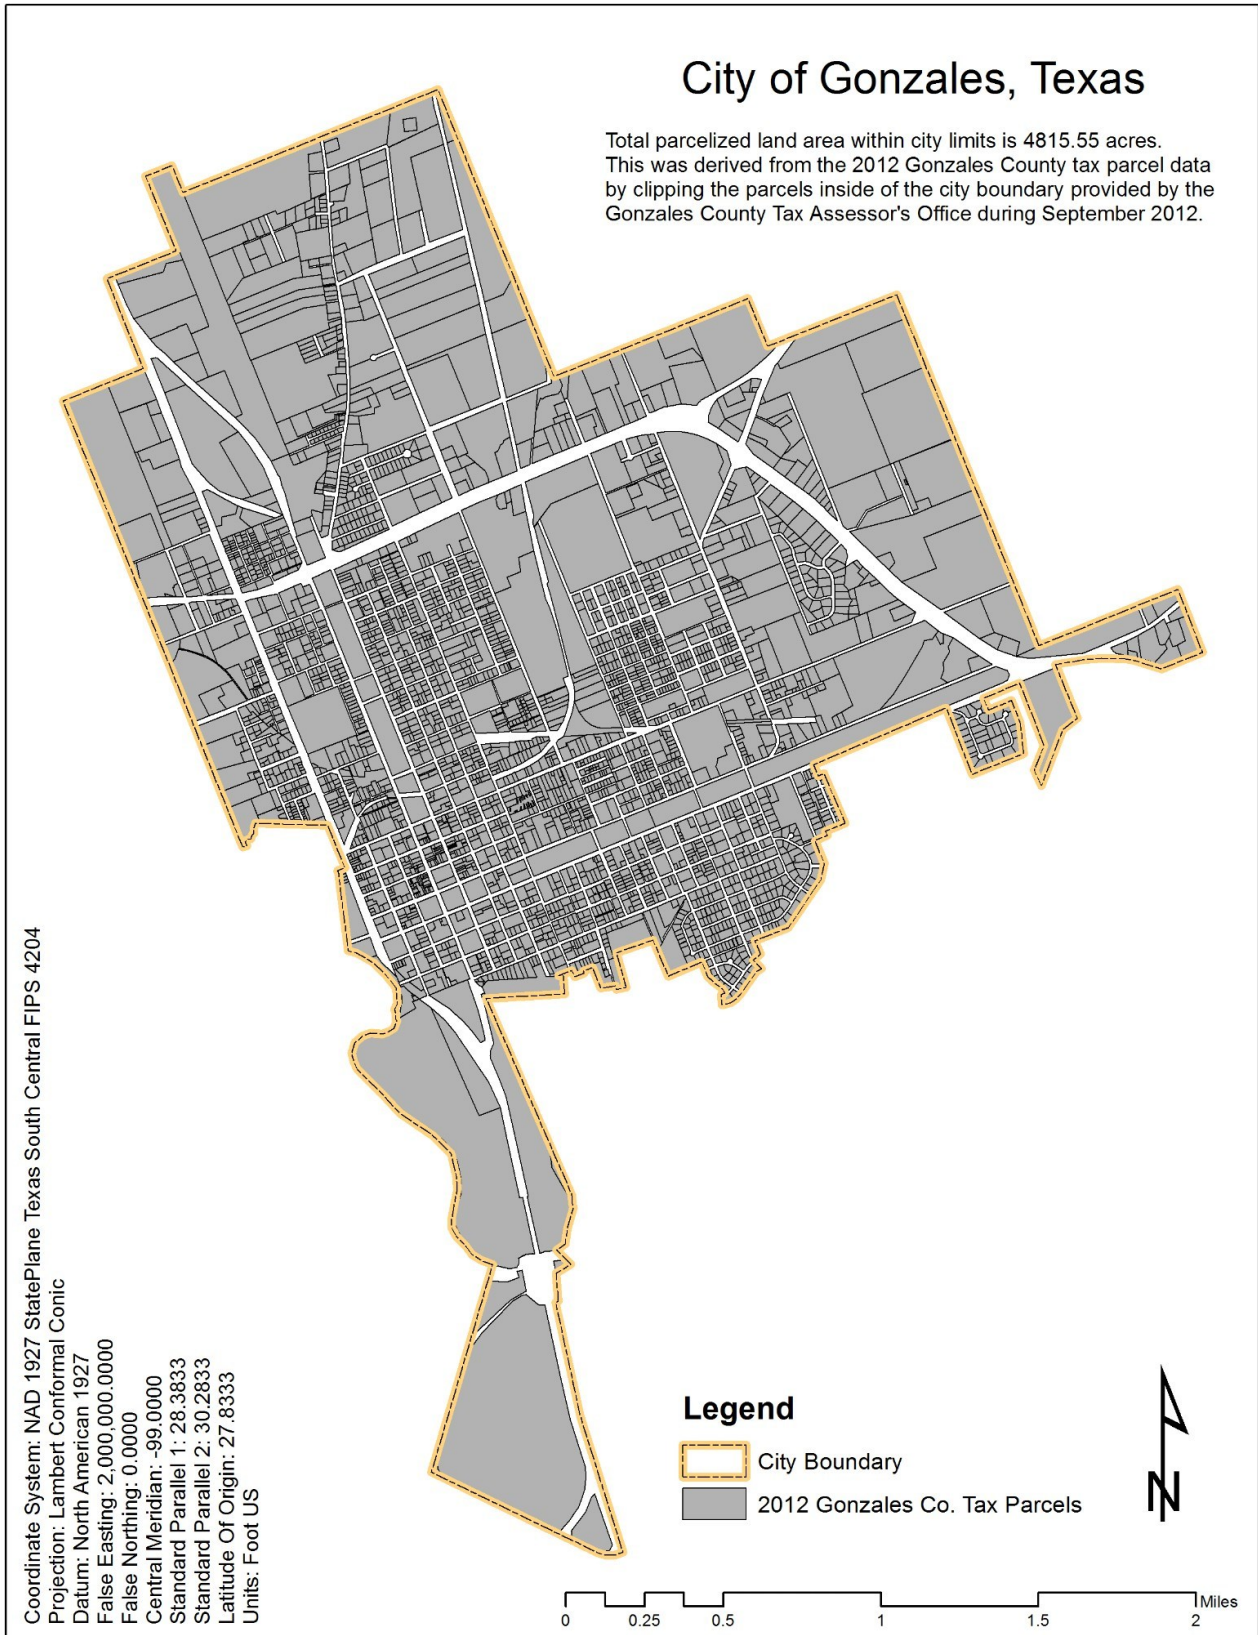 City of Gonzales, Texas
Total parcelized land area within city limits is 4815.55 acres.
This was derived from the 2012 Gonzales County tax parcel data
by clipping the parcels inside of the city boundary provided by the
Gonzales County Tax Assessor's Office during September 2012.
Coordinate System: NAD 1927 StatePlane Texas South Central FIPS 4204
Projection: Lambert Conformal Conic
Datum: North American 1927
False Easting: 2,000,000.0000
False Northing: 0.0000
Central Meridian: -99.0000
Standard Parallel 1: 28.3833
Standard Parallel 2: 30.2833
Latitude Of Origin: 27.8333
Units: Foot US
Legend
City Boundary
2012 Gonzales Co. Tax Parcels
N
Miles
0 0.25 0.5 1 1.5 2